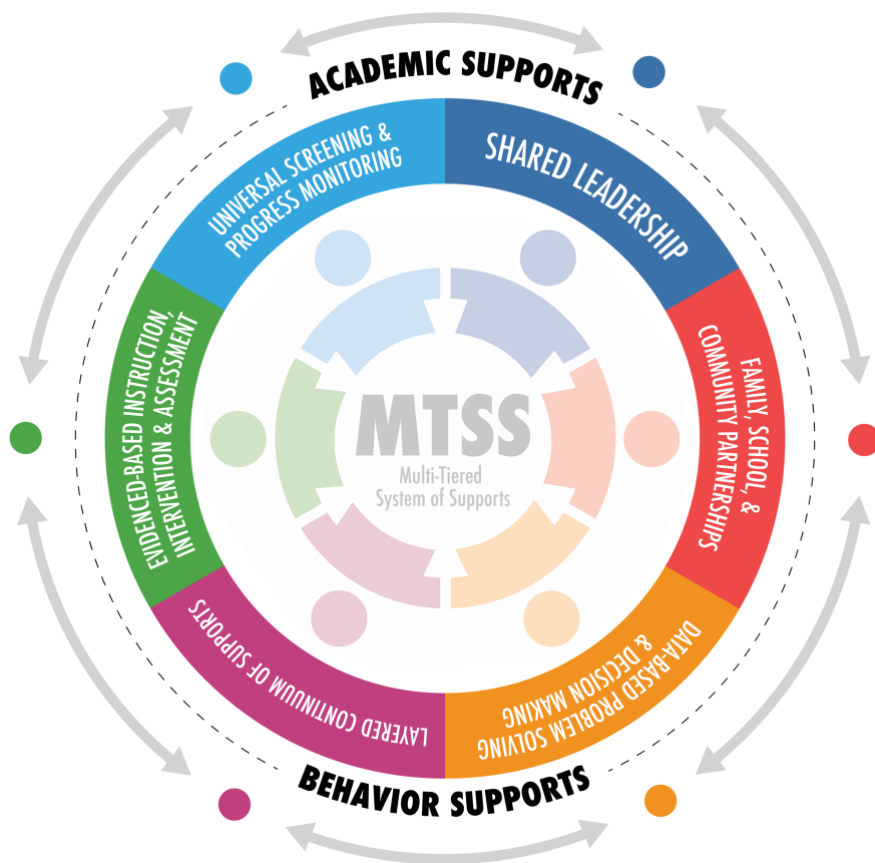 ACADEMIC SUPPORTS
UNIVERSAL SCREENING &
PROGRESS MONITORING
SHARED LEADERSHIP
FAMILY, SCHOOL, &
COMMUNITY PARTNERSHIPS
DATA-BASED PROBLEM SOLVING
& DECISION MAKING
LAYERED CONTINUUM OF SUPPORTS
EVIDENCED-BASED INSTRUCTION,
INTERVENTION & ASSESSMENT
MTSS
Multi-Tiered
System of Supports
BEHAVIOR SUPPORTS